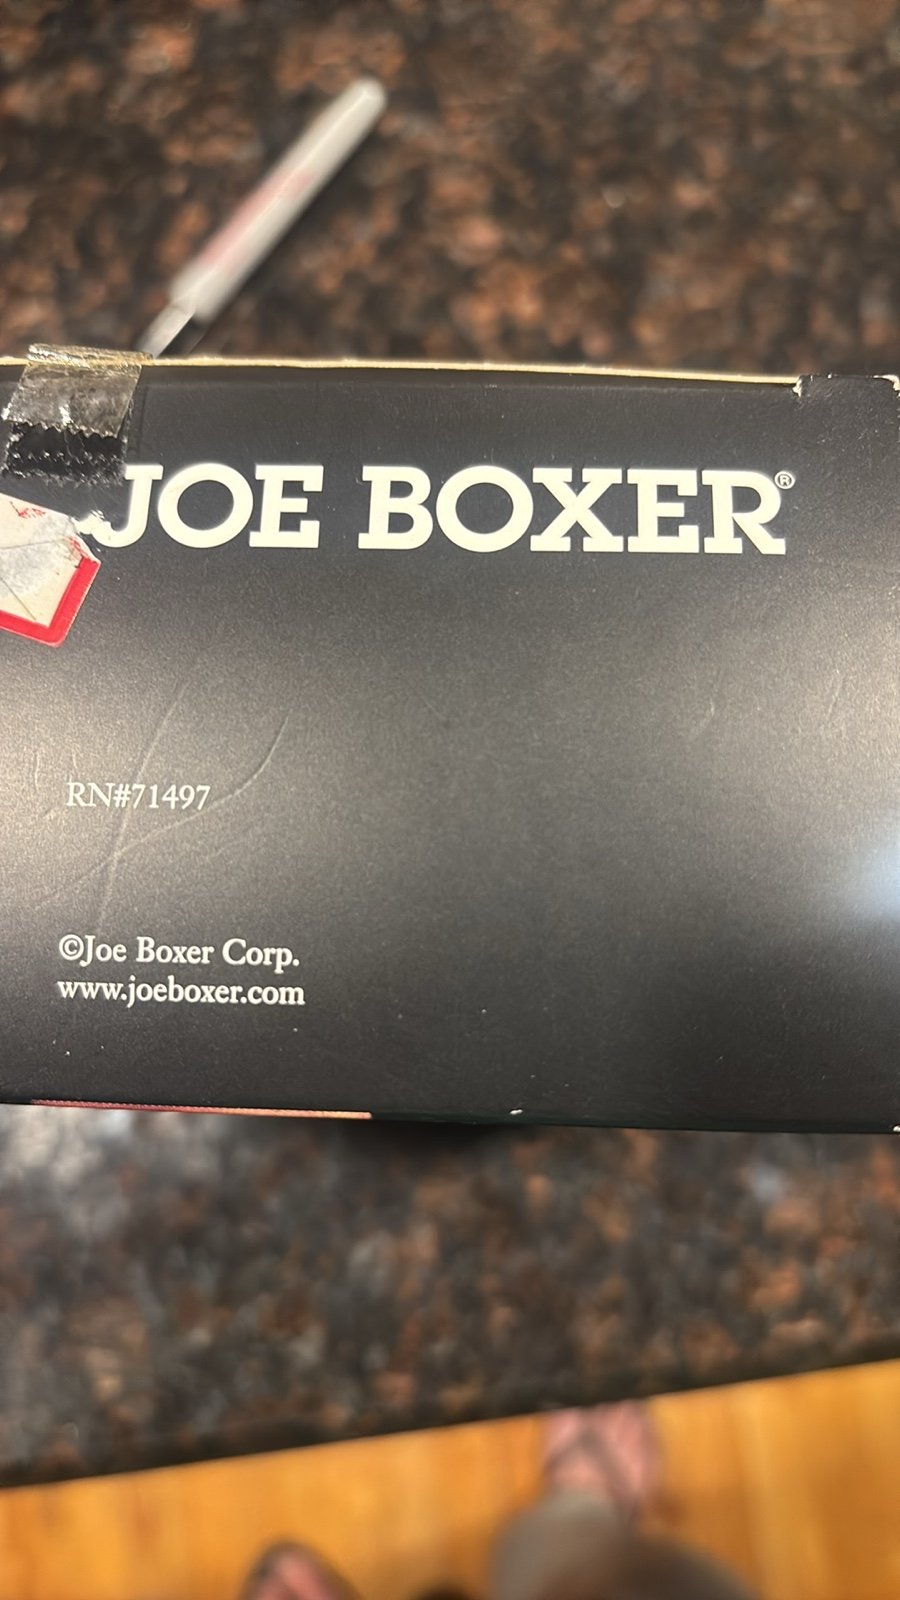 JOE BOXER®
RN#71497
©Joe Boxer Corp.
www.joeboxer.com